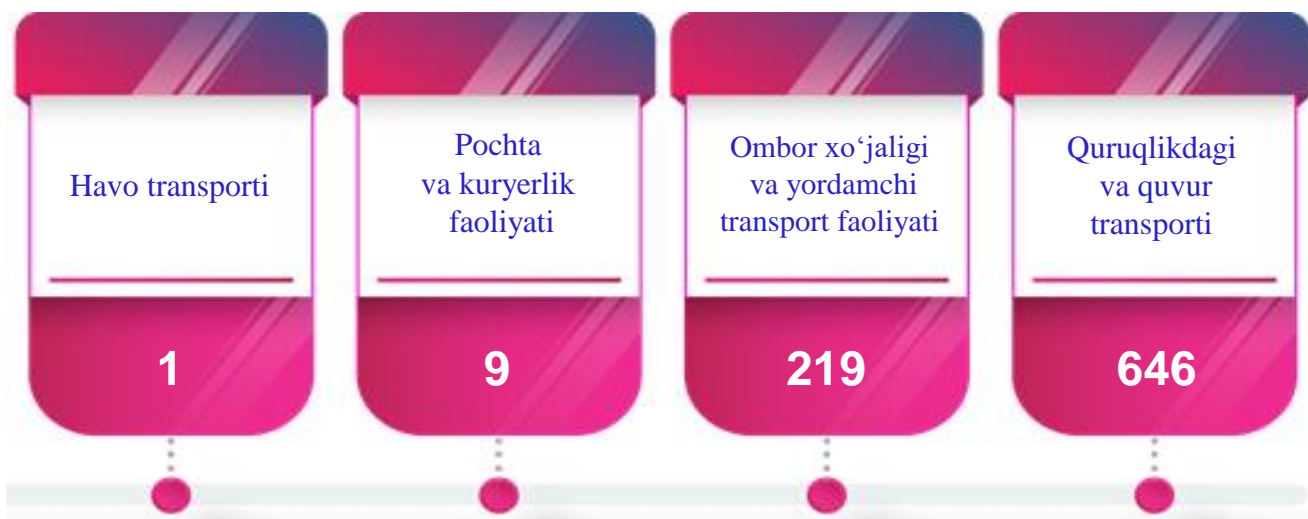 Havo transporti
1
Pochta
va kuryerlik
faoliyati
9
Ombor xo‘jaligi
va yordamchi
transport faoliyati
219
Quruqlikdagi
va quvur
transporti
646